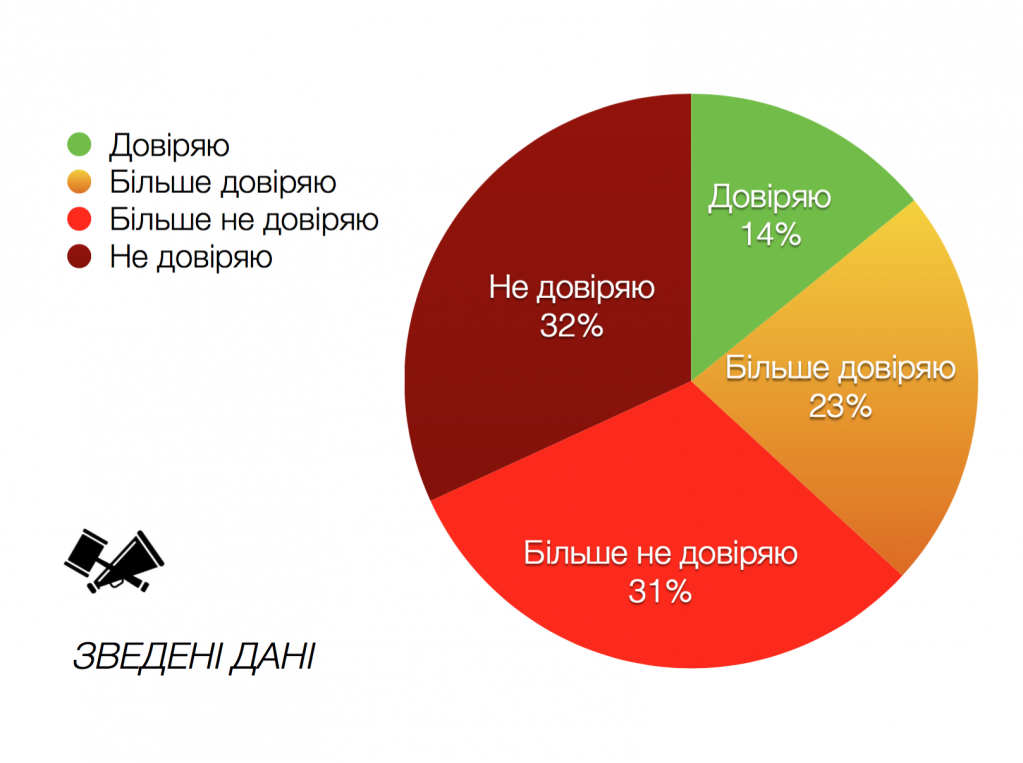 Довіряю
Більше довіряю
Більше не довіряю
Не довіряю
Довіряю
14%
Більше довіряю
23%
Більше не довіряю
31%
Не довіряю
32%
ЗВЕДЕНІ ДАНІ